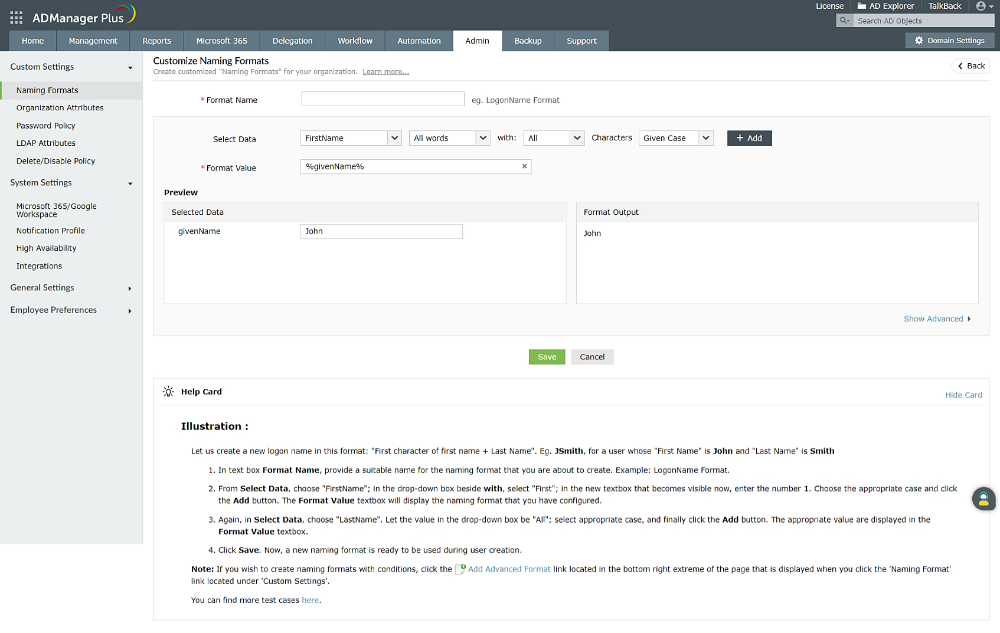 License
AD Explorer
TalkBack
ADManager Plus
Search AD Objects
Home
Management
Reports
Microsoft 365
Delegation
Workflow
Automation
Admin
Backup
Support
Domain Settings
Custom Settings
Naming Formats
Organization Attributes
Password Policy
LDAP Attributes
Delete/Disable Policy
System Settings
Microsoft 365/Google
Workspace
Notification Profile
High Availability
Integrations
General Settings
Employee Preferences
Customize Naming Formats
Create customized "Naming Formats" for your organization. Learn more...
Back
* Format Name
eg. LogonName Format
Select Data
FirstName
All words
with:
All
Characters
Given Case
+ Add
* Format Value
%givenName%
×
Preview
Selected Data
givenName
John
Format Output
John
Show Advanced
Save
Cancel
Help Card
Hide Card
Illustration :
Let us create a new logon name in this format: "First character of first name + Last Name". Eg. JSmith, for a user whose "First Name" is John and "Last Name" is Smith
1. In text box Format Name, provide a suitable name for the naming format that you are about to create. Example: LogonName Format.
2. From Select Data, choose "FirstName"; in the drop-down box beside with, select "First"; in the new textbox that becomes visible now, enter the number 1. Choose the appropriate case and click
the Add button. The Format Value textbox will display the naming format that you have configured.
3. Again, in Select Data, choose "LastName". Let the value in the drop-down box be "All"; select appropriate case, and finally click the Add button. The appropriate value are displayed in the
Format Value textbox.
4. Click Save. Now, a new naming format is ready to be used during user creation.
Note: If you wish to create naming formats with conditions, click the Add Advanced Format link located in the bottom right extreme of the page that is displayed when you click the 'Naming Format'
link located under 'Custom Settings'.
You can find more test cases here.